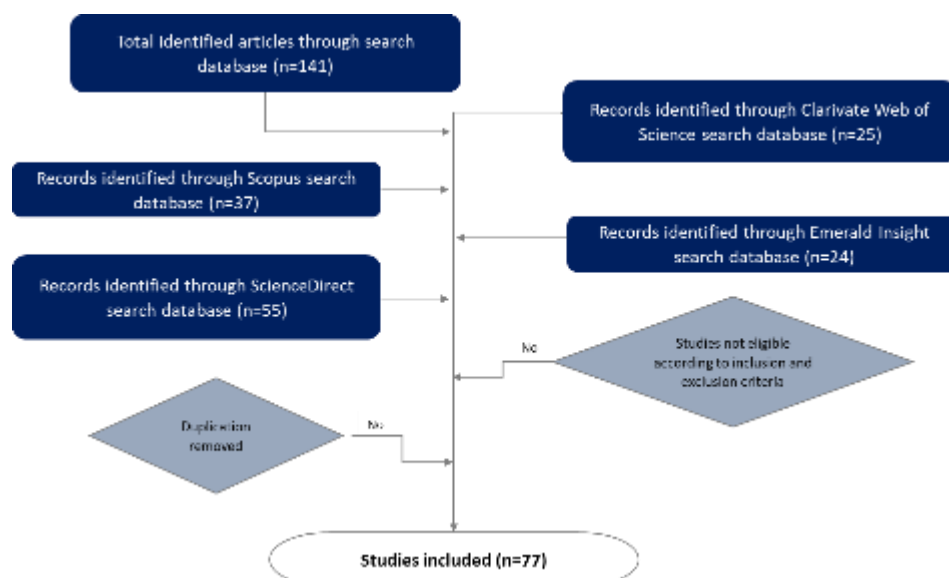 Total identified articles through search
database (n=141)
Records identified through Clarivate Web of
Science search database (n=25)
Records identified through Scopus search
database (n=37)
Records identified through Emerald Insight
search database (n=24)
Records identified through ScienceDirect
search database (n=55)
Studies not eligible
according to inclusion and
exclusion criteria
No
Duplication
removed
No
Studies included (n=77)